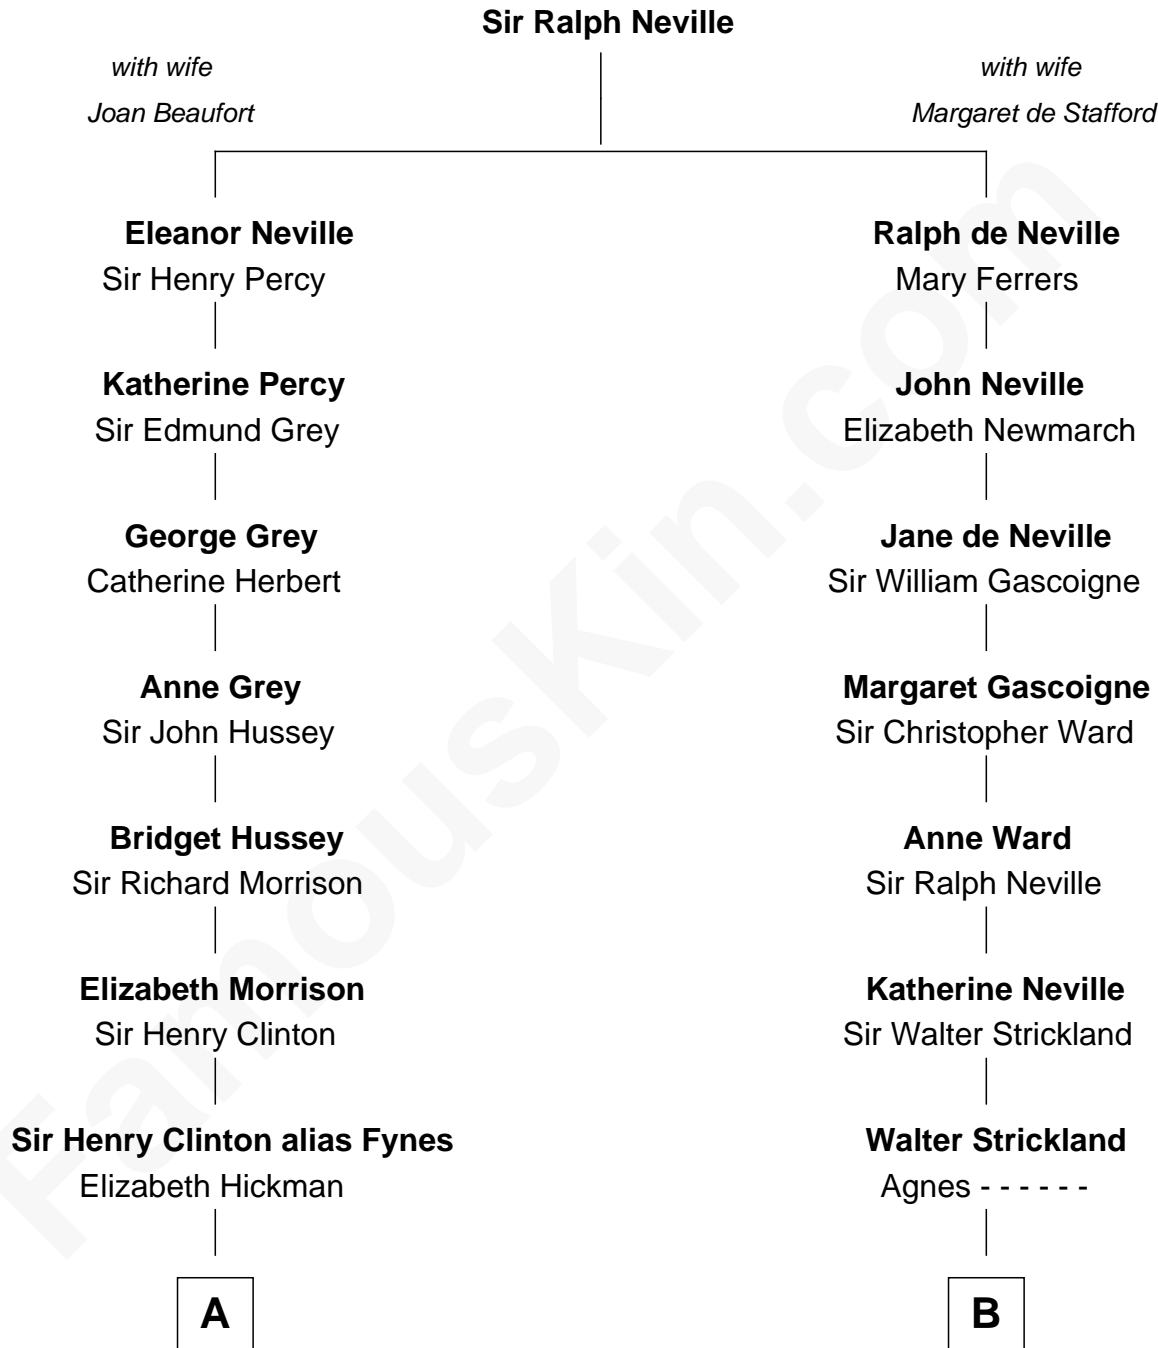 Sir Ralph Neville
with wife
Joan Beaufort
with wife
Margaret de Stafford
Eleanor Neville
Sir Henry Percy
Ralph de Neville
Mary Ferrers
Katherine Percy
Sir Edmund Grey
John Neville
Elizabeth Newmarch
George Grey
Catherine Herbert
Jane de Neville
Sir William Gascoigne
Anne Grey
Sir John Hussey
Margaret Gascoigne
Sir Christopher Ward
Bridget Hussey
Sir Richard Morrison
Anne Ward
Sir Ralph Neville
Elizabeth Morrison
Sir Henry Clinton
Katherine Neville
Sir Walter Strickland
Sir Henry Clinton alias Fynes
Elizabeth Hickman
Walter Strickland
Agnes - - - - - -
A
B
FamousKin.com